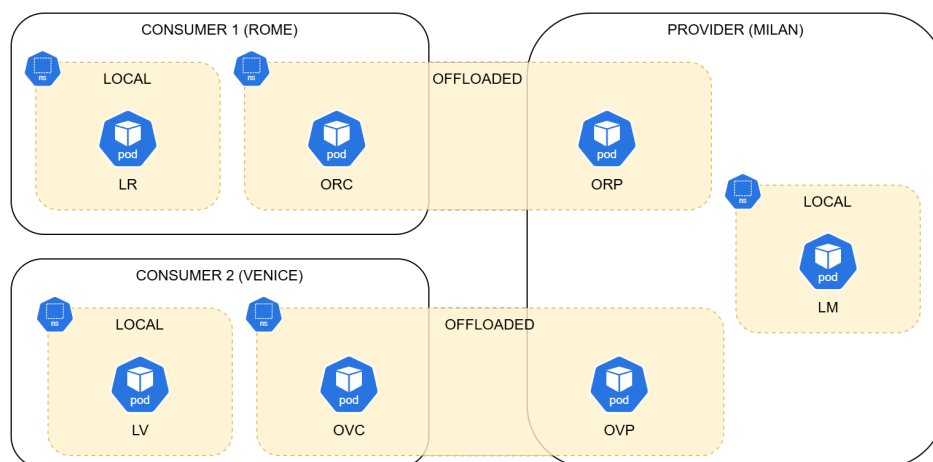 CONSUMER 1 (ROME)
PROVIDER (MILAN)
ns
LOCAL
ns
OFFLOADED
pod
LR
pod
ORC
pod
ORP
ns
LOCAL
pod
LM
CONSUMER 2 (VENICE)
ns
LOCAL
ns
OFFLOADED
pod
LV
pod
OVC
pod
OVP